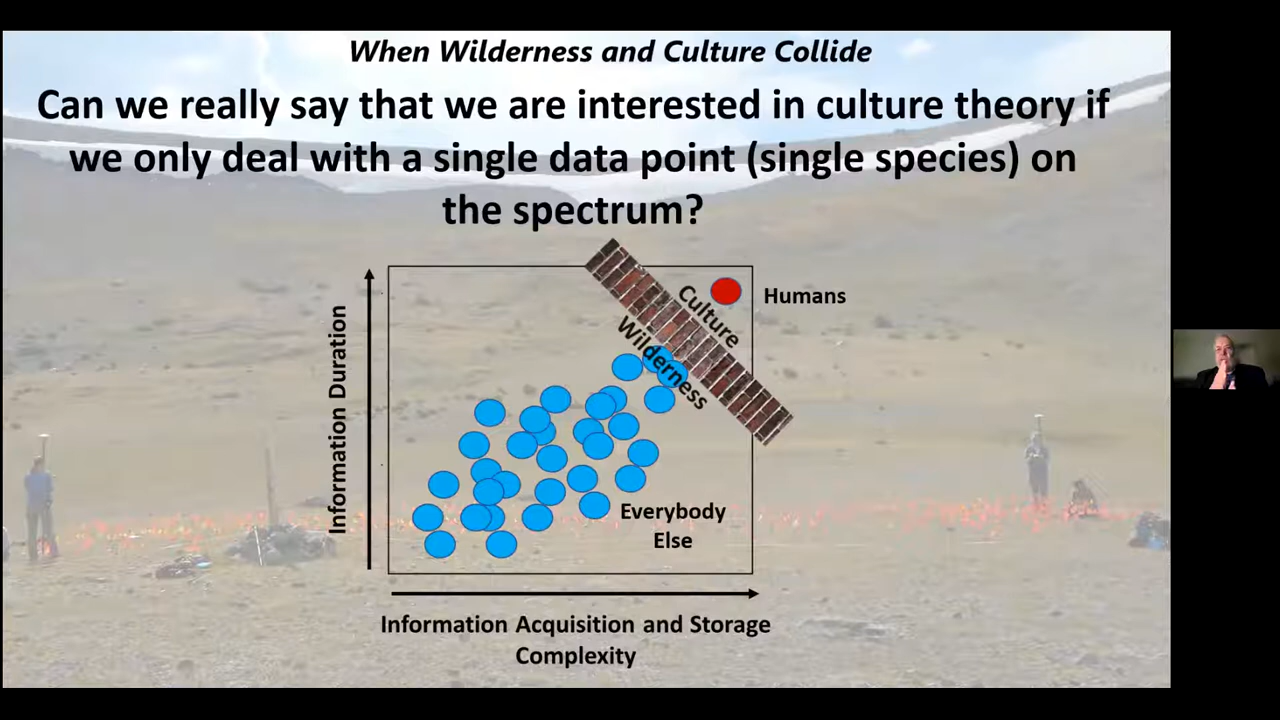 When Wilderness and Culture Collide
Can we really say that we are interested in culture theory if
we only deal with a single data point (single species) on
the spectrum?
Culture
Humans
Wilderness
Information Duration
Everybody
Else
Information Acquisition and Storage
Complexity